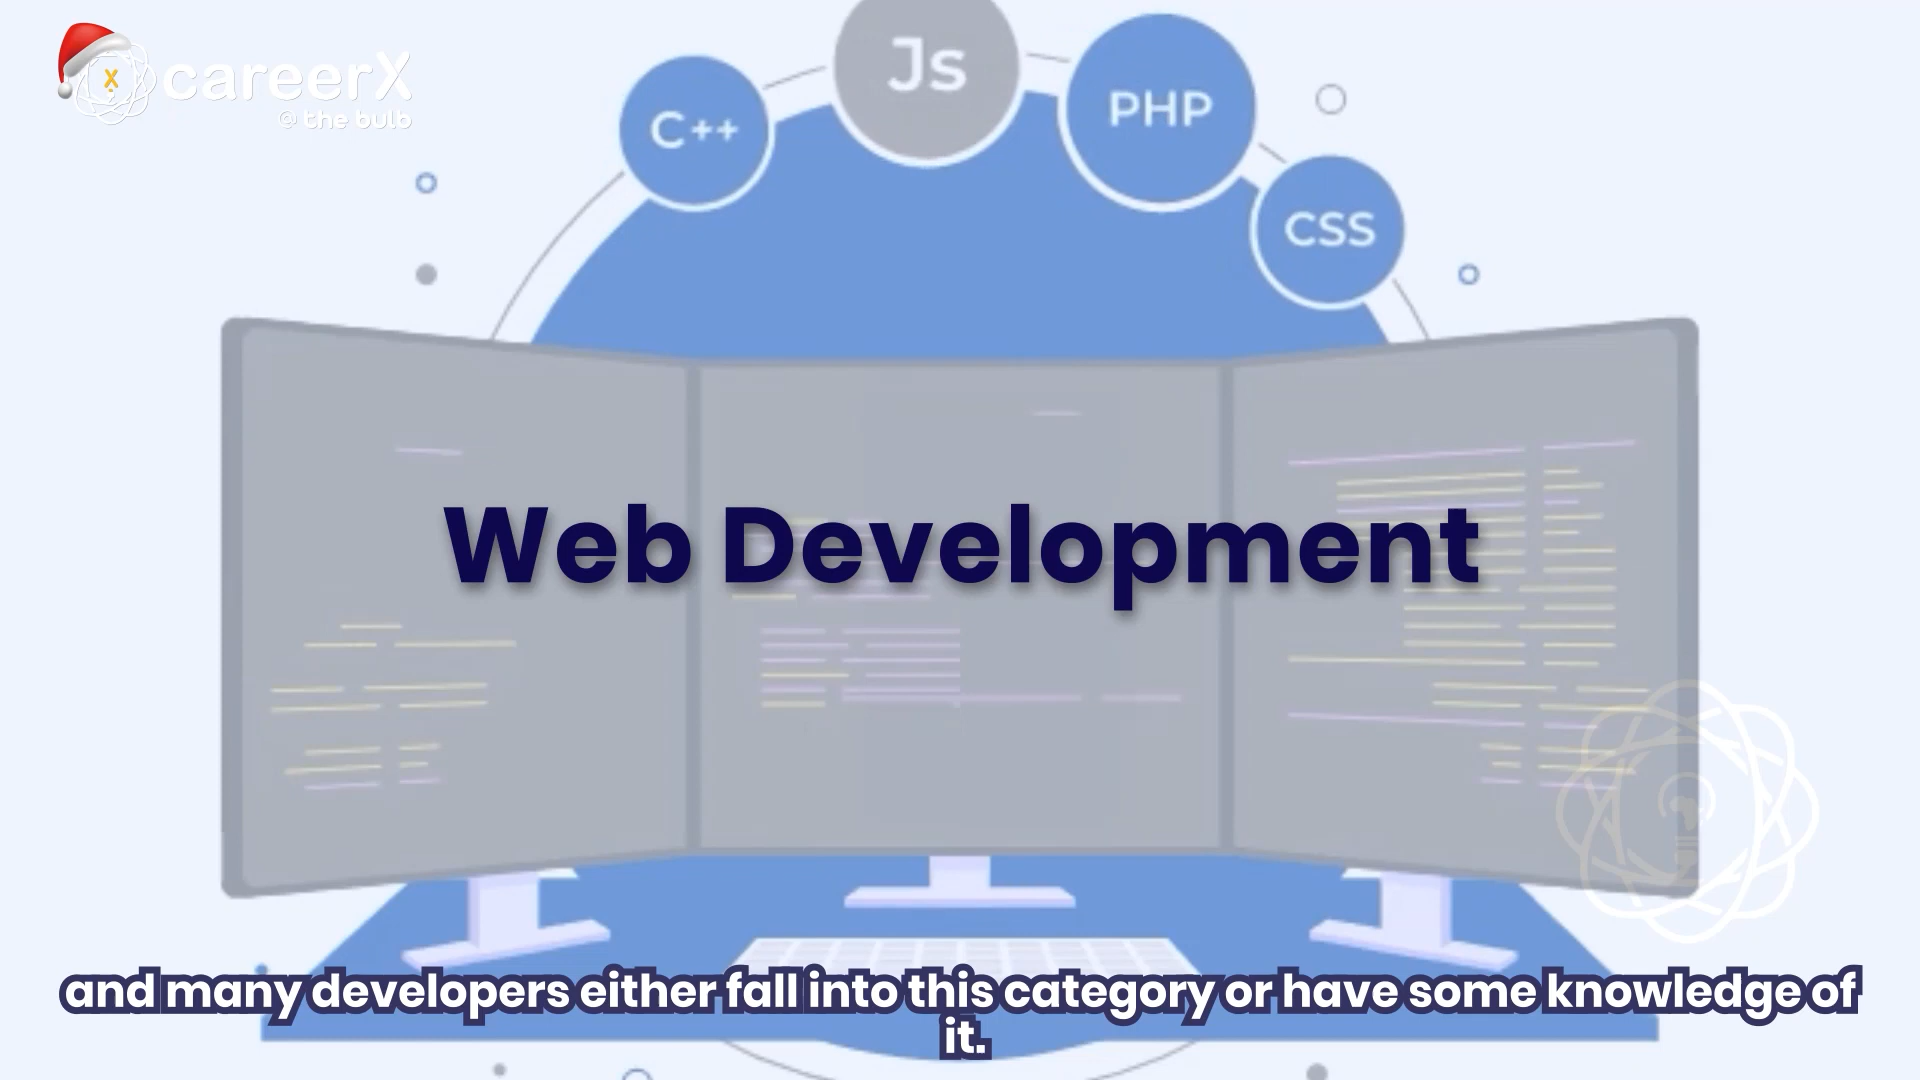 careerX
@ the bulb
C++
Js
PHP
CSS
Web Development
and many developers either fall into this category or have some knowledge of
it.